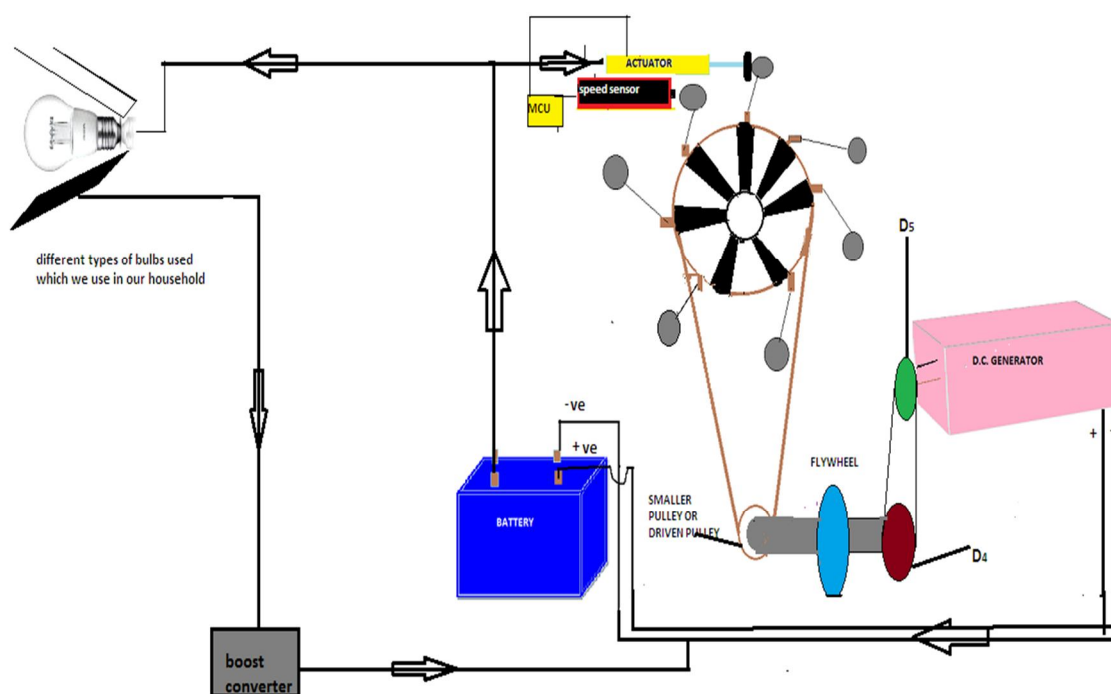 ACTUATOR
speed sensor
MCU
different types of bulbs used
which we use in our household
D5
D.C. GENERATOR
-ve
+ve
+
FLYWHEEL
SMALLER
PULLEY OR
DRIVEN PULLEY
BATTERY
D4
boost
converter